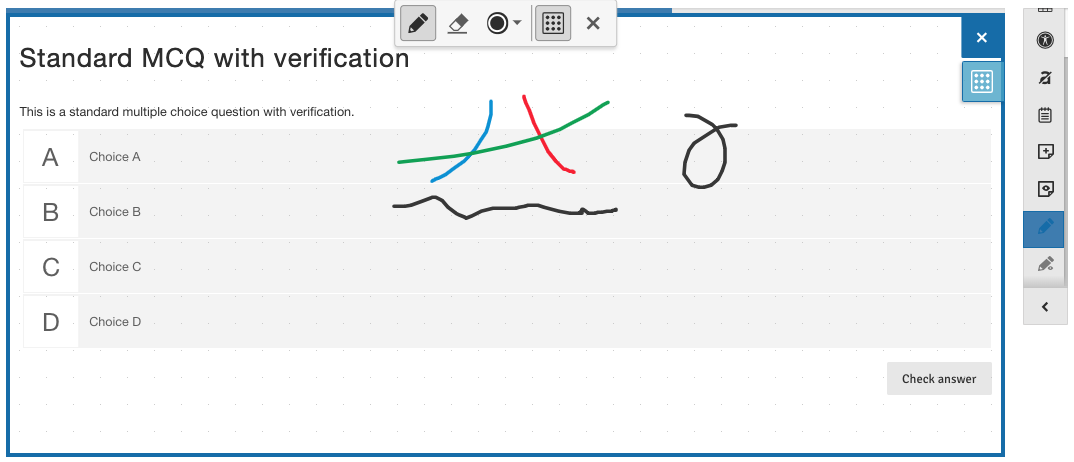 Standard MCQ with verification
This is a standard multiple choice question with verification.
A Choice A
B Choice B
C Choice C
D Choice D
Check answer